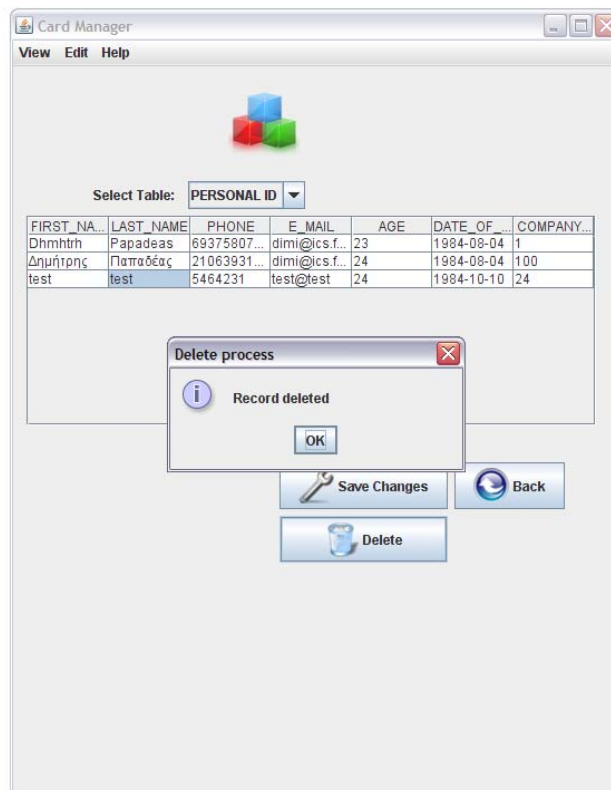 Card Manager
View Edit Help
Select Table: PERSONAL ID
FIRST_NA... LAST_NAME PHONE E_MAIL AGE DATE_OF_... COMPANY...
Dhmhtrh Papadeas 69375807... dimi@ics.f... 23 1984-08-04 1
Δημήτρης Παπαδέας 21063931... dimi@ics.f... 24 1984-08-04 100
test test 5464231 test@test 24 1984-10-10 24
Delete process
Record deleted
OK
Save Changes Back
Delete